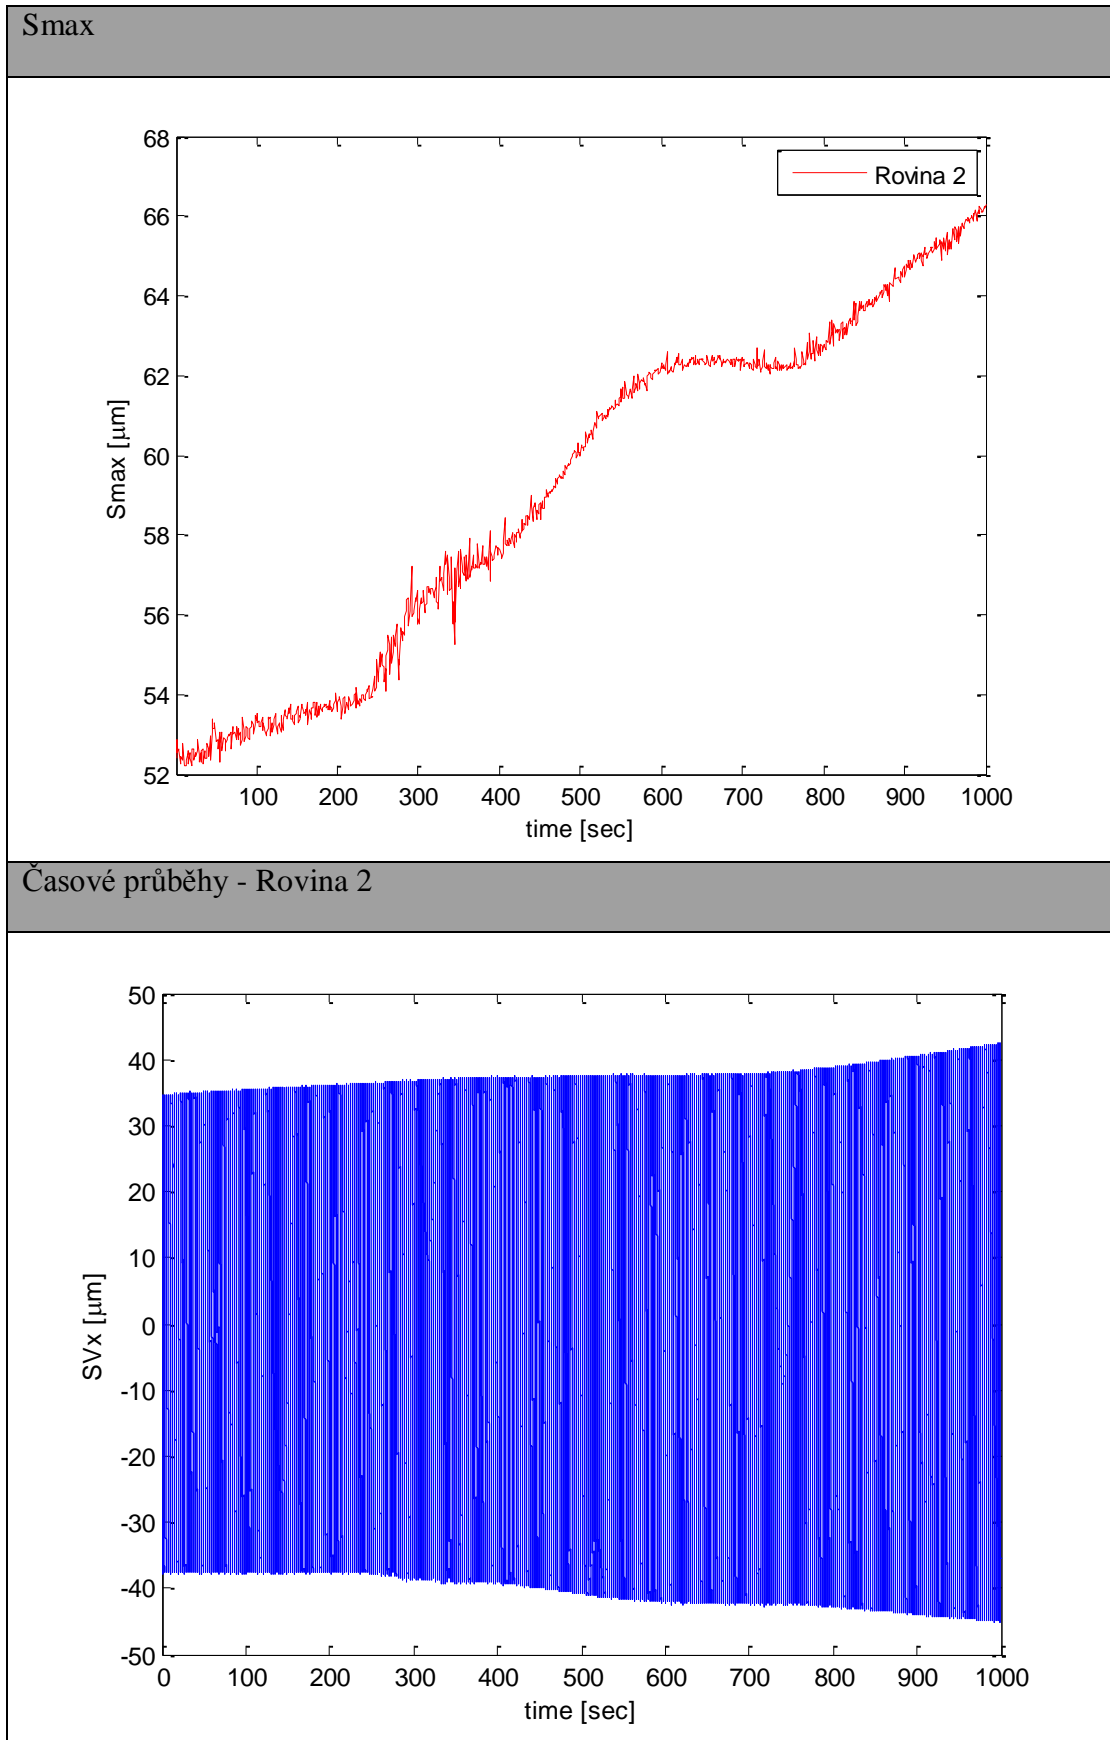 Smax
68
66
64
62
60
58
56
54
52
Rovina 2
Smax [μm]
100 200 300 400 500 600 700 800 900 1000
time [sec]
Časové průběhy - Rovina 2
50
40
30
20
10
0
-10
-20
-30
-40
-50
SVx [μm]
0 100 200 300 400 500 600 700 800 900 1000
time [sec]